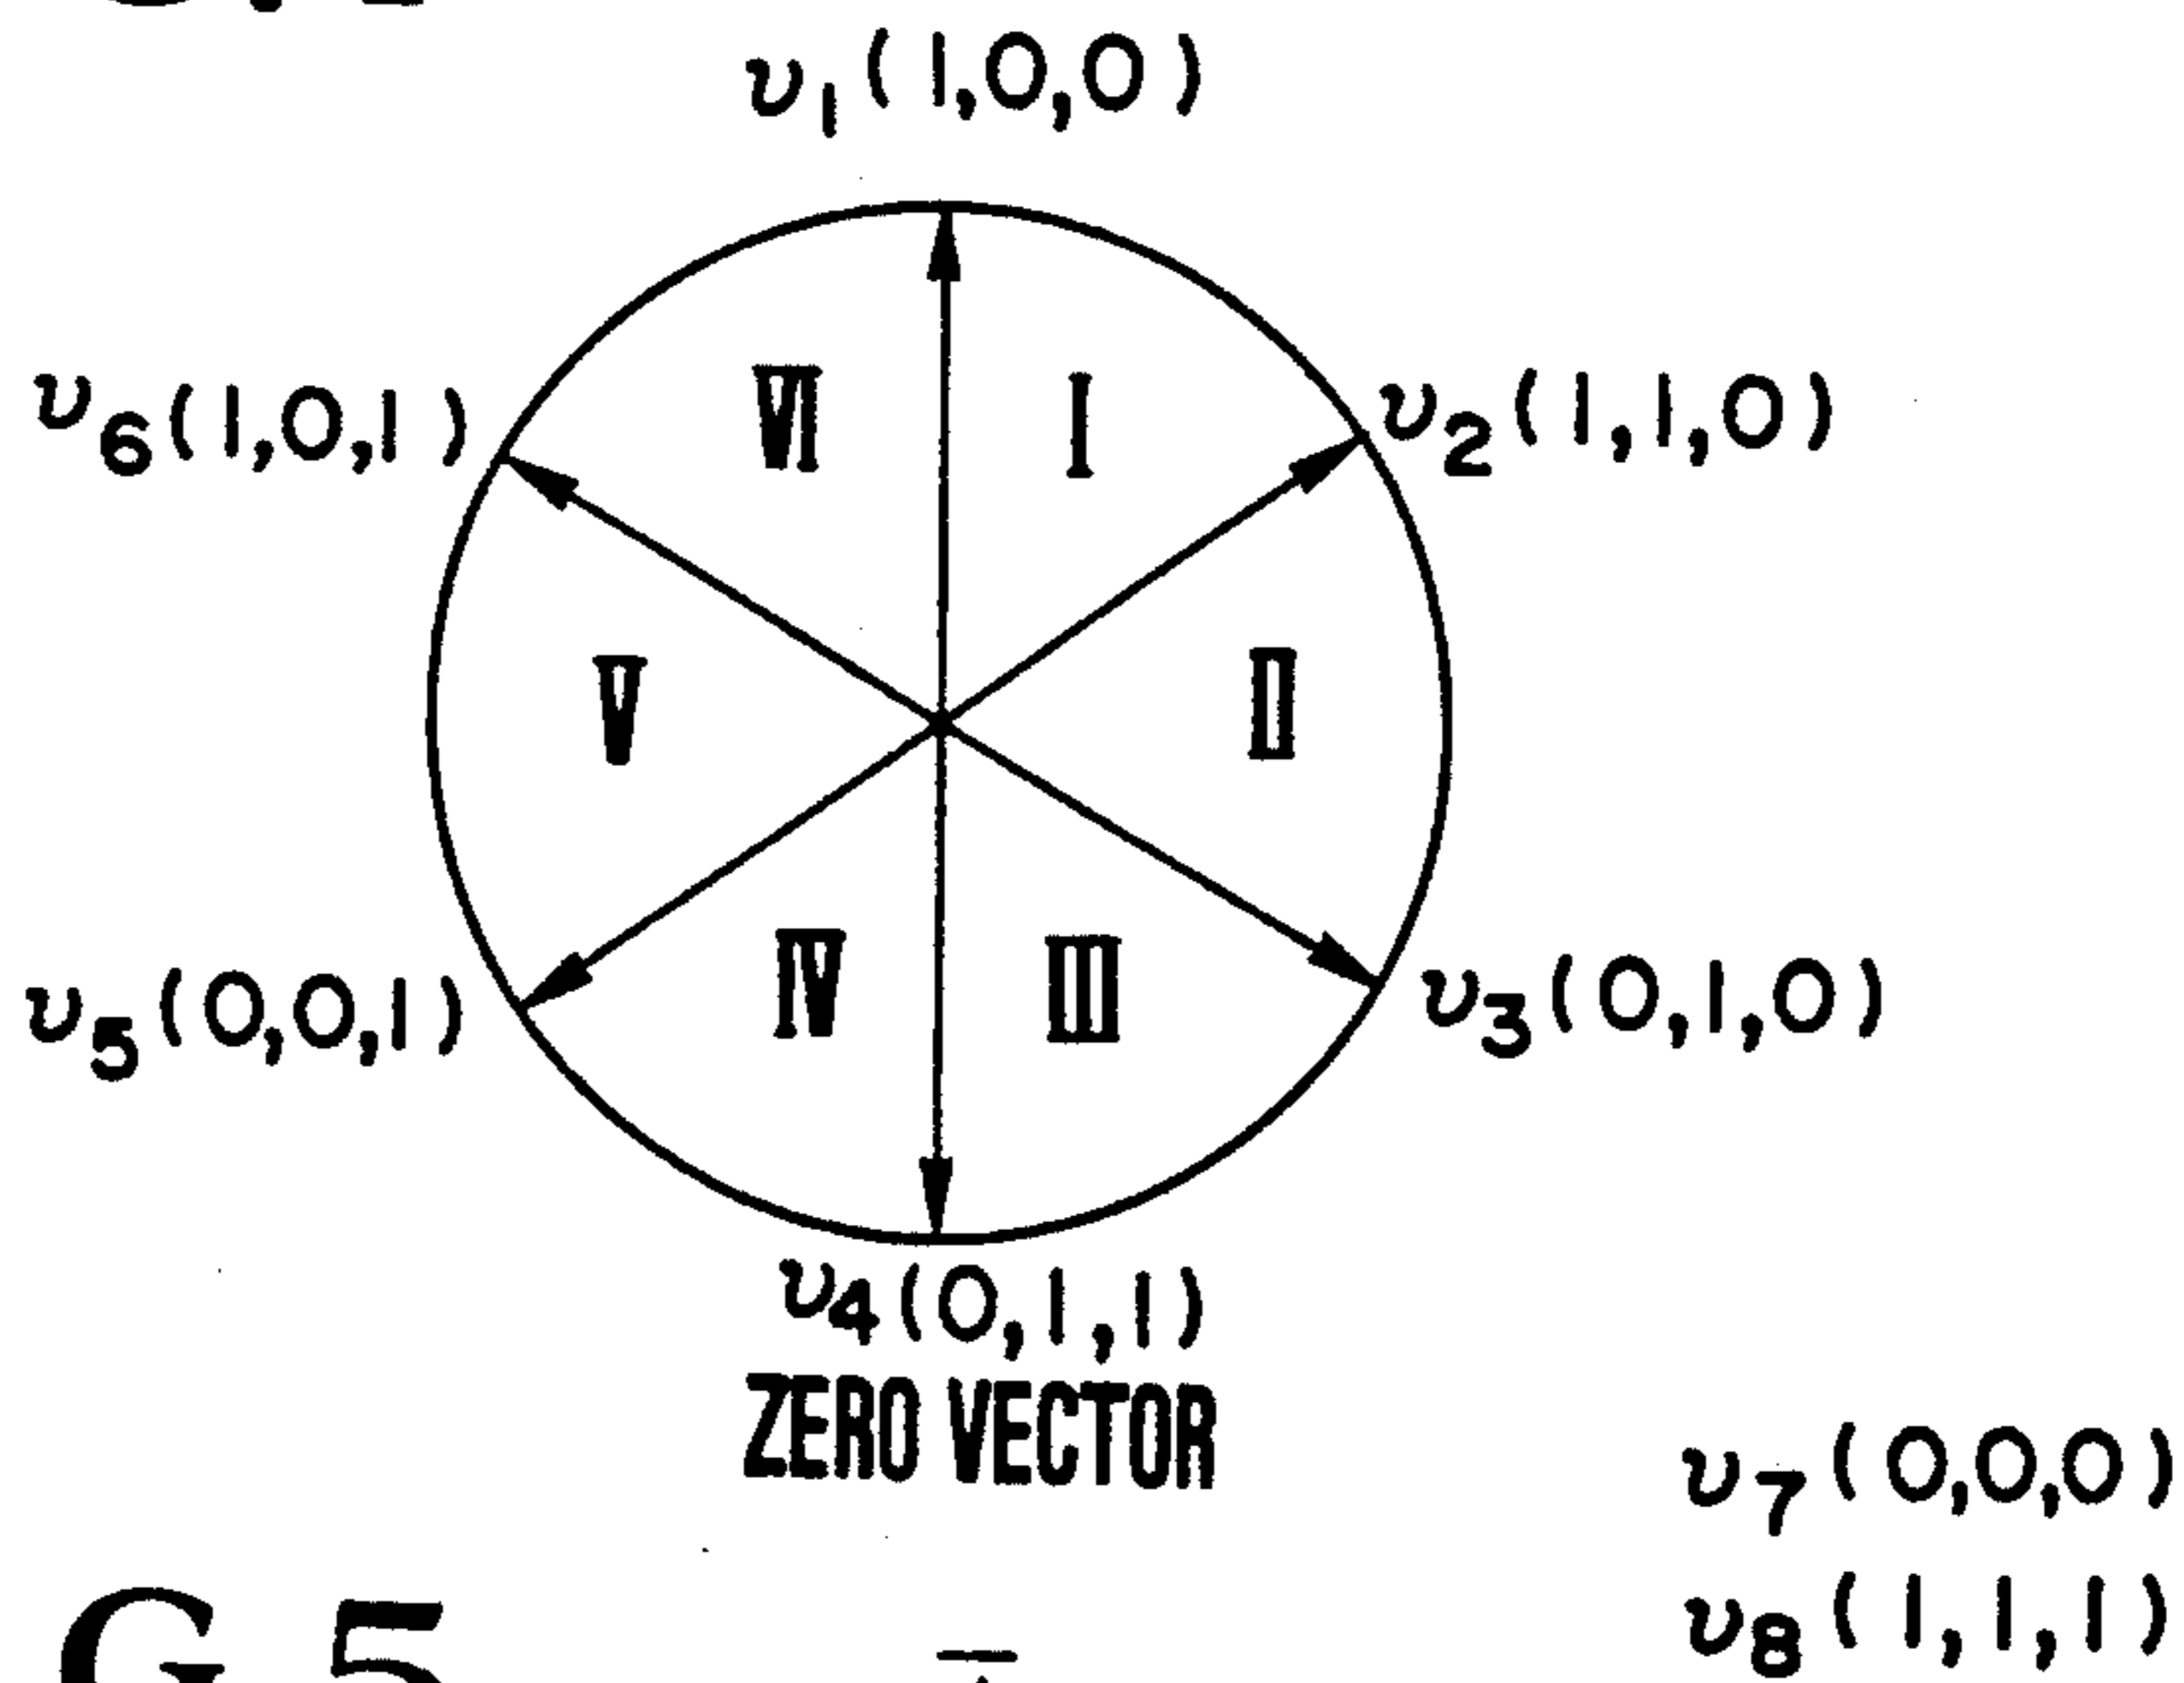 v1(1,0,0)
v6(1,0,1)
VI
I
v2(1,1,0)
V
II
v5(0,0,1)
IV
III
v3(0,1,0)
v4(0,1,1)
ZERO VECTOR
v7(0,0,0)
v8(1,1,1)
G.5